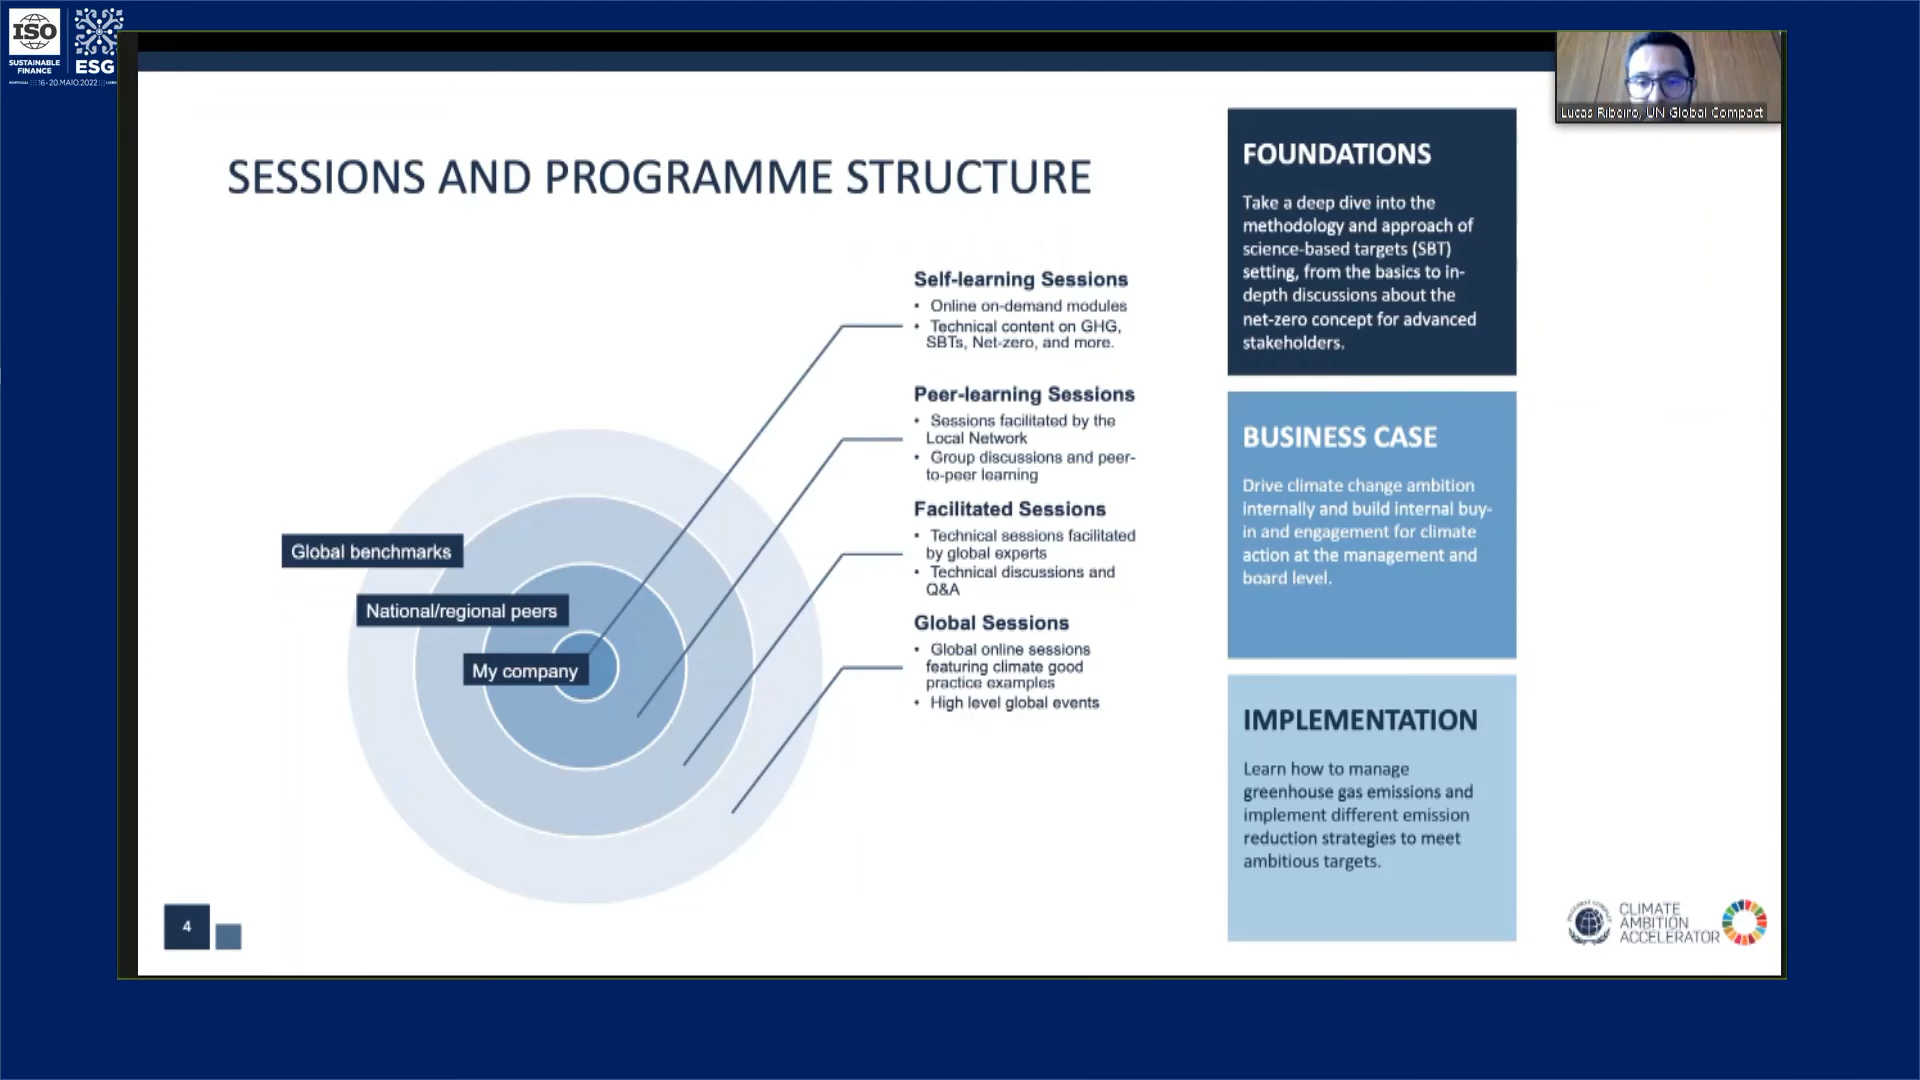 ISO
SUSTAINABLE
FINANCE
ESG
16-20.MAIO.2022
Lucas Ribeiro, UN Global Compact
SESSIONS AND PROGRAMME STRUCTURE
Global benchmarks
National/regional peers
My company
Self-learning Sessions
• Online on-demand modules
• Technical content on GHG,
SBTs, Net-zero, and more.
Peer-learning Sessions
• Sessions facilitated by the
Local Network
• Group discussions and peer-
to-peer learning
Facilitated Sessions
• Technical sessions facilitated
by global experts
• Technical discussions and
Q&A
Global Sessions
• Global online sessions
featuring climate good
practice examples
• High level global events
FOUNDATIONS
Take a deep dive into the
methodology and approach of
science-based targets (SBT)
setting, from the basics to in-
depth discussions about the
net-zero concept for advanced
stakeholders.
BUSINESS CASE
Drive climate change ambition
internally and build internal buy-
in and engagement for climate
action at the management and
board level.
IMPLEMENTATION
Learn how to manage
greenhouse gas emissions and
implement different emission
reduction strategies to meet
ambitious targets.
4
CLIMATE
AMBITION
ACCELERATOR